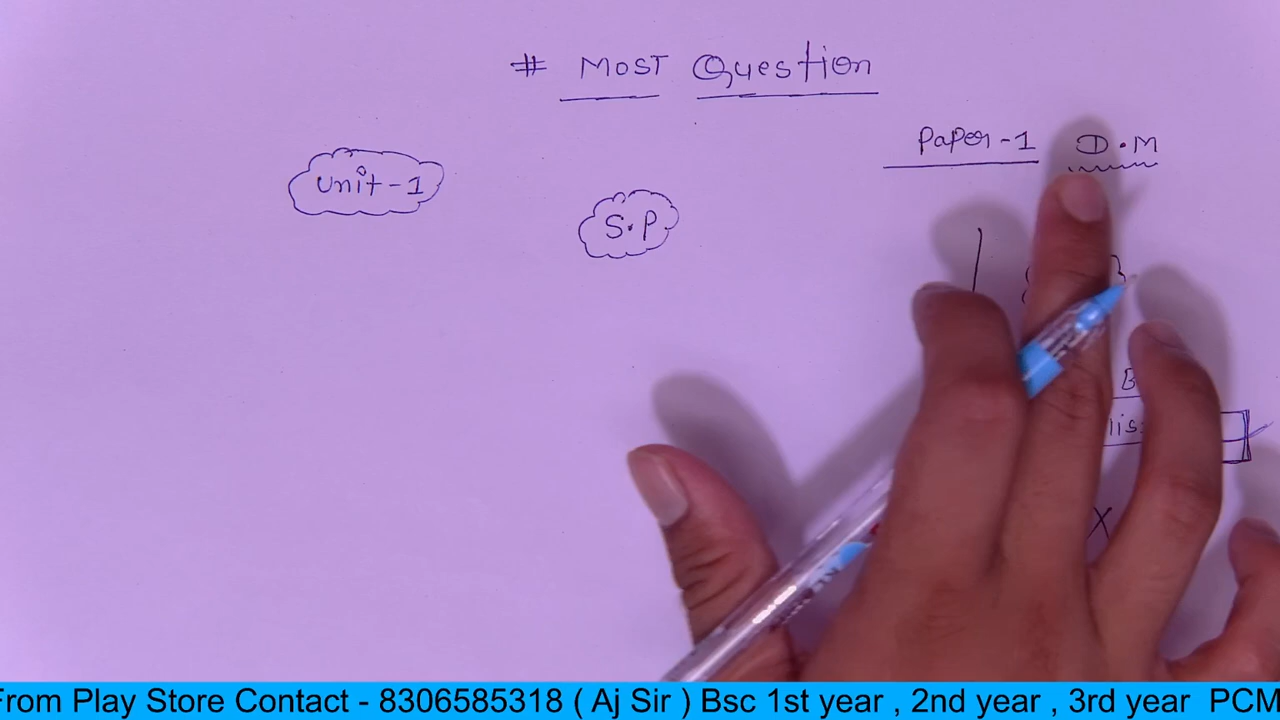 # MOST Question
Paper-1 D.M
Unit-1
S.P
From Play Store Contact - 8306585318 ( Aj Sir ) Bsc 1st year , 2nd year , 3rd year PCM